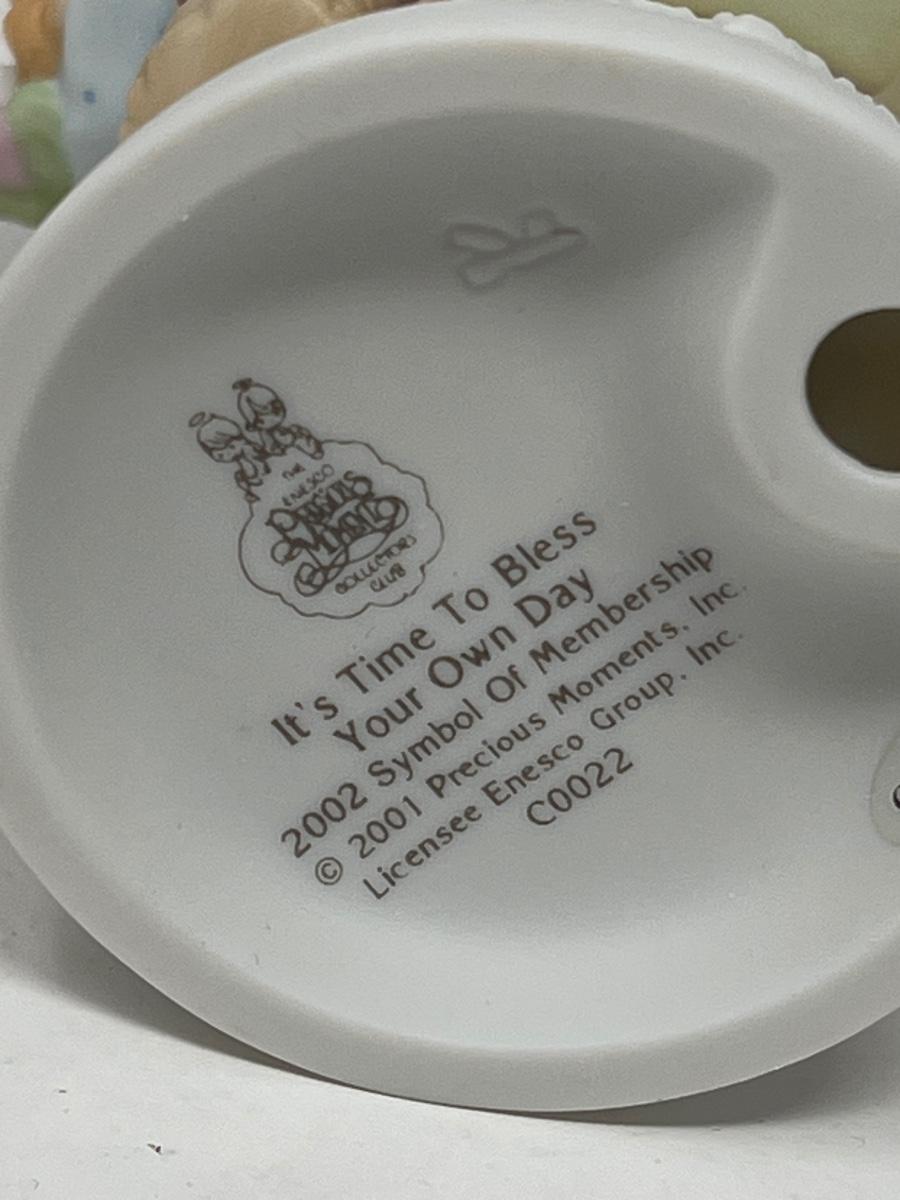 THE
ENESCO
PRECIOUS
MOMENTS
COLLECTORS
CLUB
It's Time To Bless
Your Own Day
2002 Symbol Of Membership
© 2001 Precious Moments, Inc.
Licensee Enesco Group, Inc.
C0022